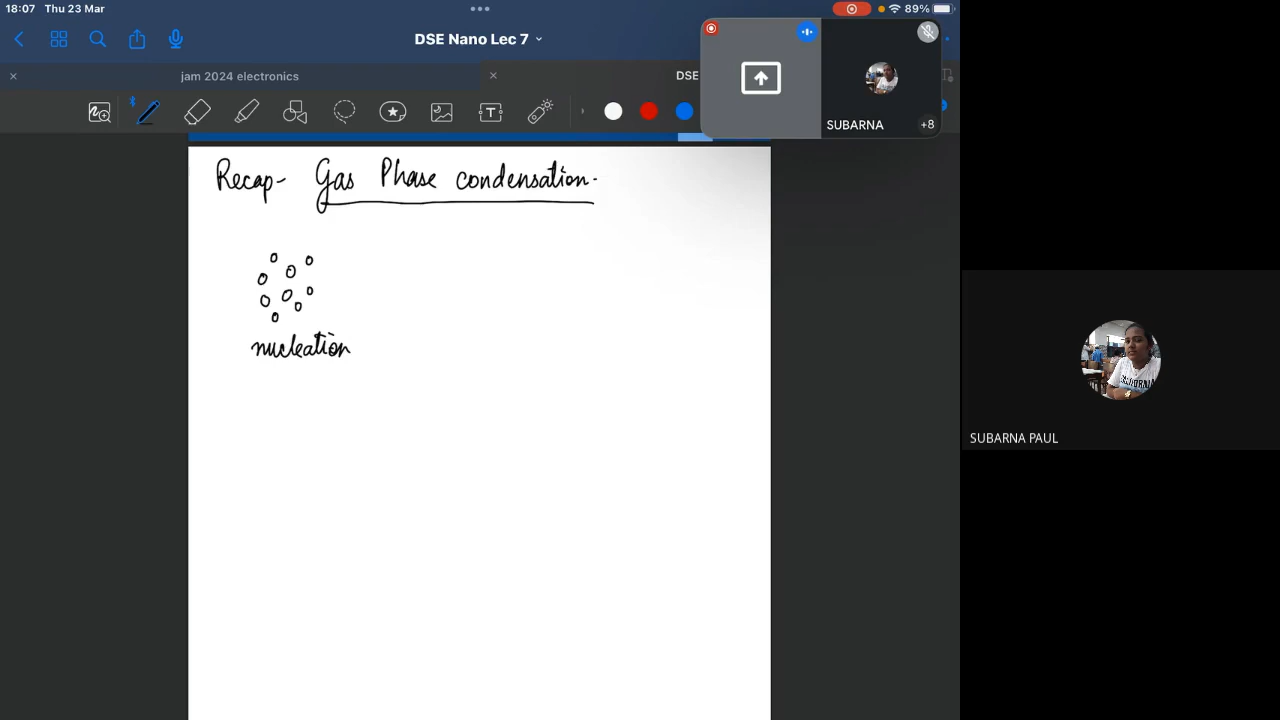 18:07 Thu 23 Mar
89%
DSE Nano Lec 7
jam 2024 electronics
DSE
SUBARNA
+8
Recap- Gas Phase condensation.
nucleation
SUBARNA PAUL